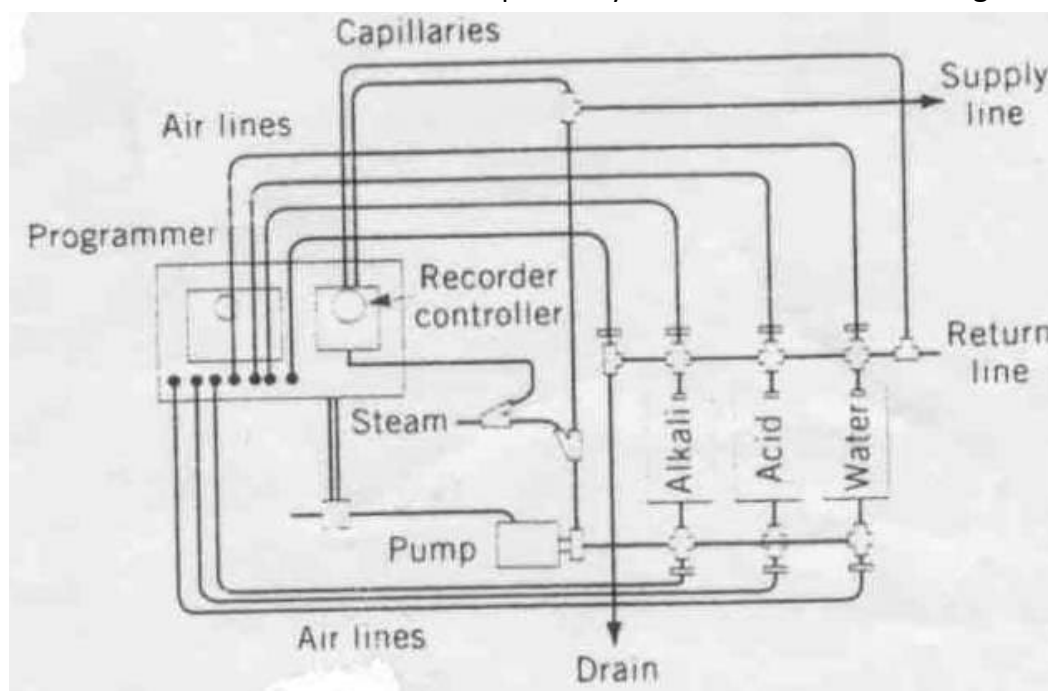 Capillaries
Supply
line
Air lines
Programmer
Recorder
controller
Return
line
Steam
Alkali
Acid
Water
Pump
Air lines
Drain